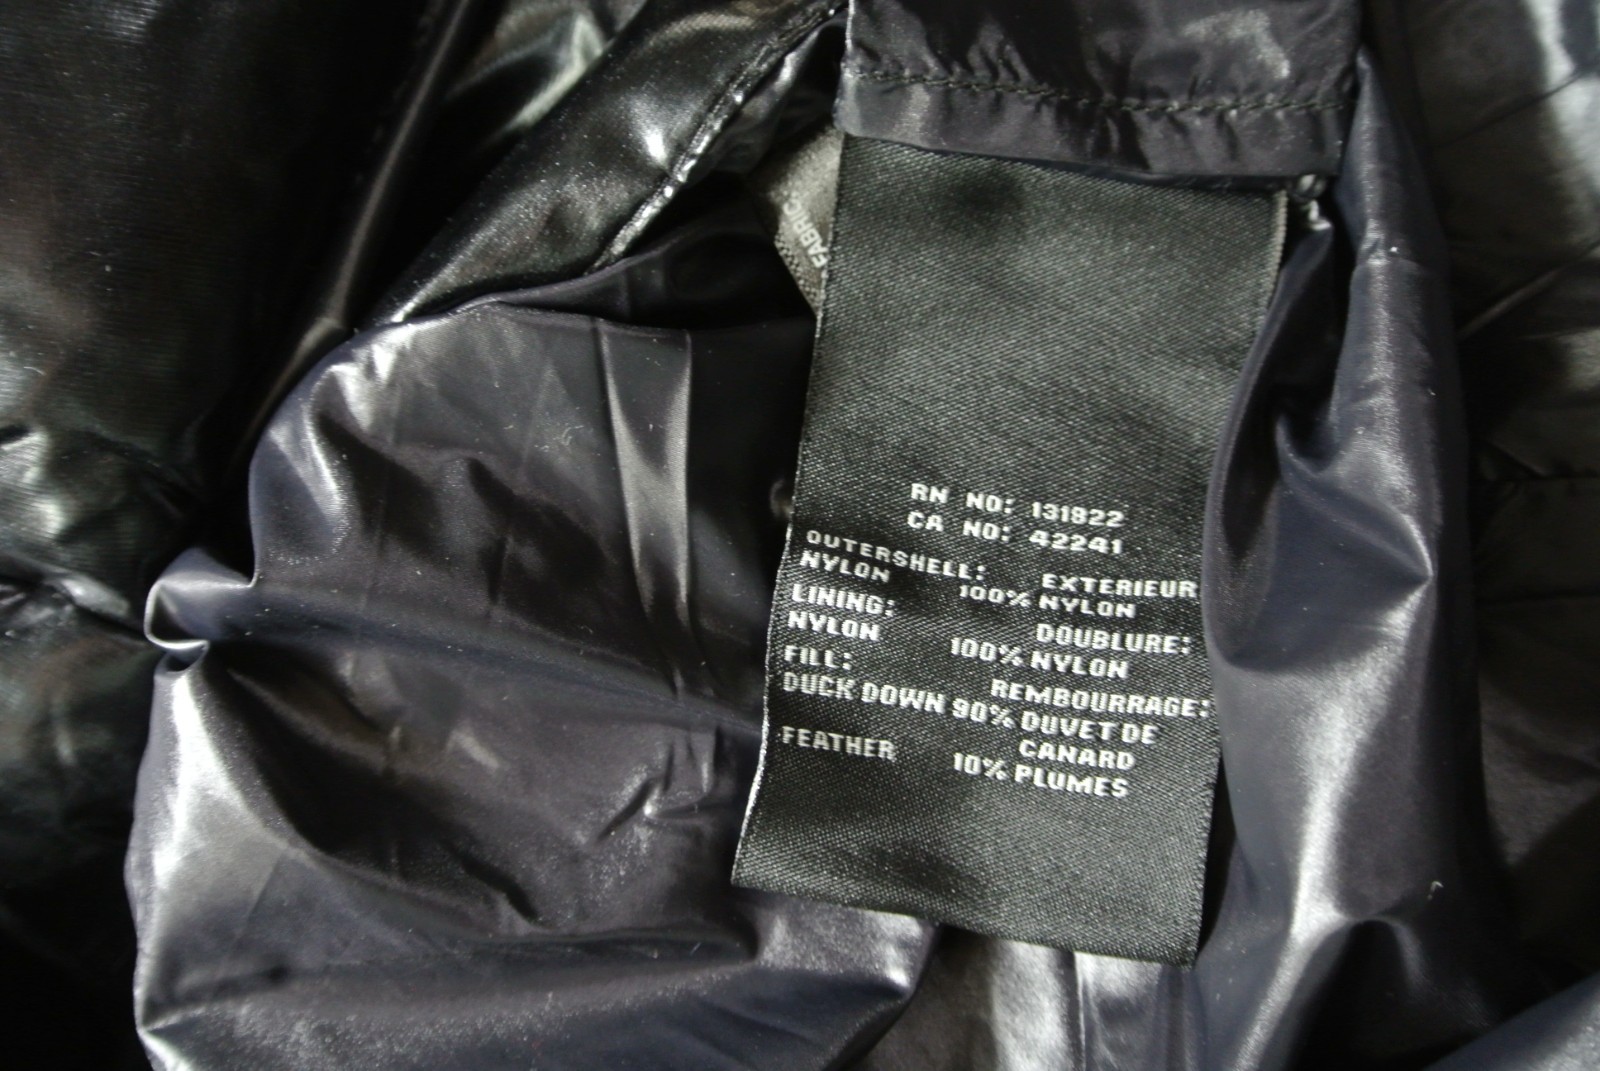 FABRIC
RN NO: 131822
CA NO: 42241
OUTERSHELL: EXTERIEUR
NYLON 100% NYLON
LINING: DOUBLURE:
NYLON 100% NYLON
FILL: REMBOURRAGE:
DUCK DOWN 90% DUVET DE
CANARD
FEATHER 10% PLUMES